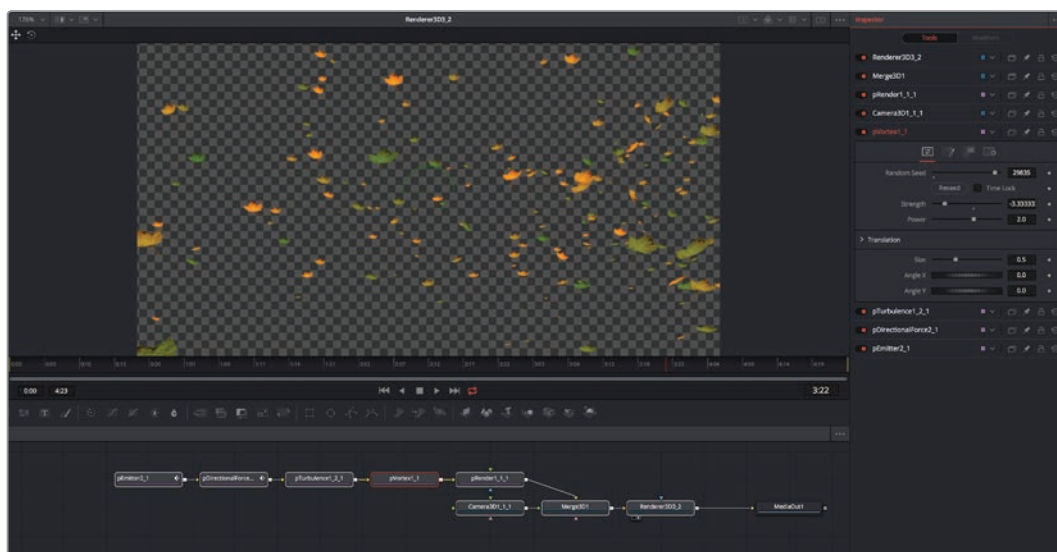 176%
Renderer3D3_2
Inspector
Tools
Modifiers
Renderer3D3_2
Merge3D1
pRender1_1_1
Camera3D1_1_1
pVortex1_1
Random Seed 29835
Reseed Time Lock
Strength -3.33333
Power 2.0
Translation
Size 0.5
Angle X 0.0
Angle Y 0.0
pTurbulence1_2_1
pDirectionalForce2_1
pEmitter2_1
0:00 4:23
3:22
pEmitter2_1
pDirectionalForce...
pTurbulence1_2_1
pVortex1_1
pRender1_1_1
Camera3D1_1_1
Merge3D1
Renderer3D3_2
MediaOut1